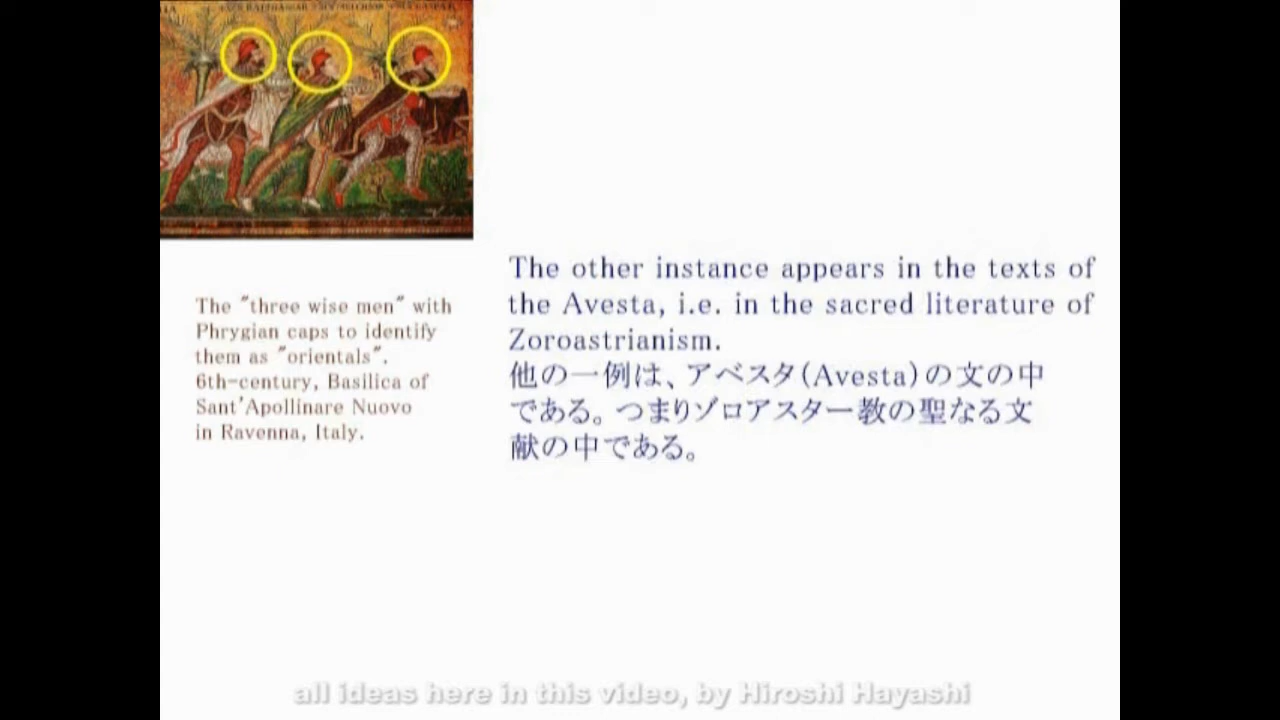 BALTHASSAR MELCHIOR GASPAR
The "three wise men" with
Phrygian caps to identify
them as "orientals".
6th-century, Basilica of
Sant'Apollinare Nuovo
in Ravenna, Italy.
The other instance appears in the texts of
the Avesta, i.e. in the sacred literature of
Zoroastrianism.
他の一例は、アベスタ(Avesta)の文の中
である。つまりゾロアスター教の聖なる文
献の中である。
all ideas here in this video, by Hiroshi Hayashi